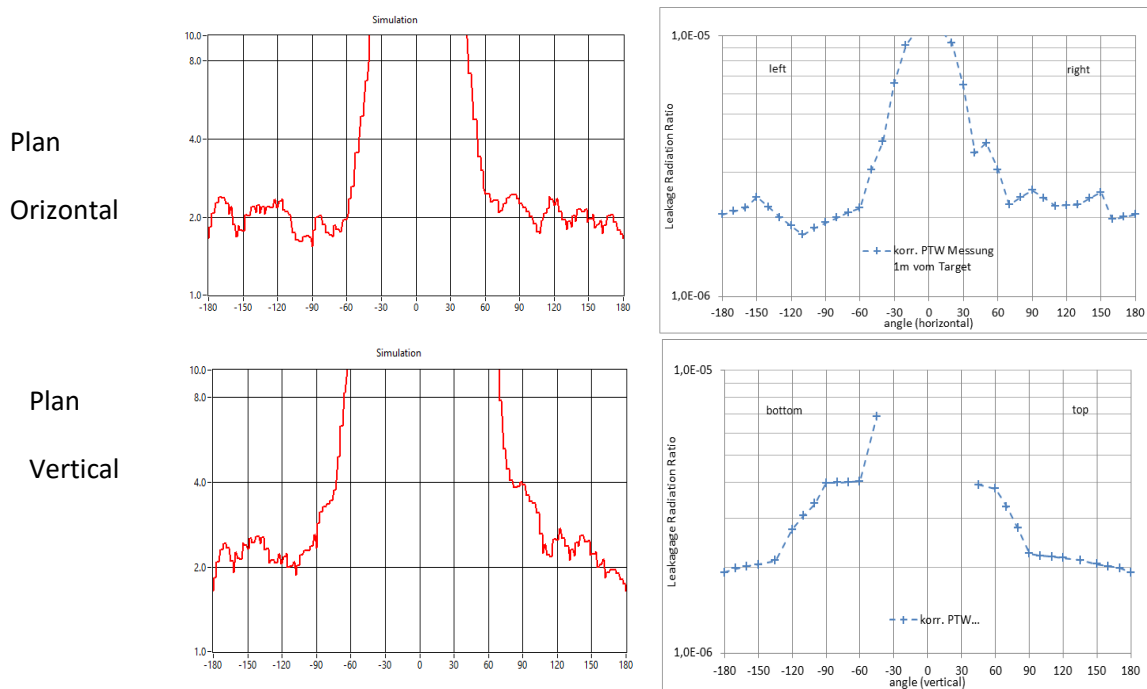 Plan
Orizontal
Simulation
10.0
8.0
4.0
2.0
1.0
-180 -150 -120 -90 -60 -30 0 30 60 90 120 150 180
1,0E-05
left
right
Leakage Radiation Ratio
korr. PTW Messung
1m vom Target
1,0E-06
-180 -150 -120 -90 -60 -30 0 30 60 90 120 150 180
angle (horizontal)
Plan
Vertical
Simulation
10.0
8.0
4.0
2.0
1.0
-180 -150 -120 -90 -60 -30 0 30 60 90 120 150 180
1,0E-05
bottom
top
Leakagage Radiation Ratio
korr. PTW...
1,0E-06
-180 -150 -120 -90 -60 -30 0 30 60 90 120 150 180
angle (vertical)